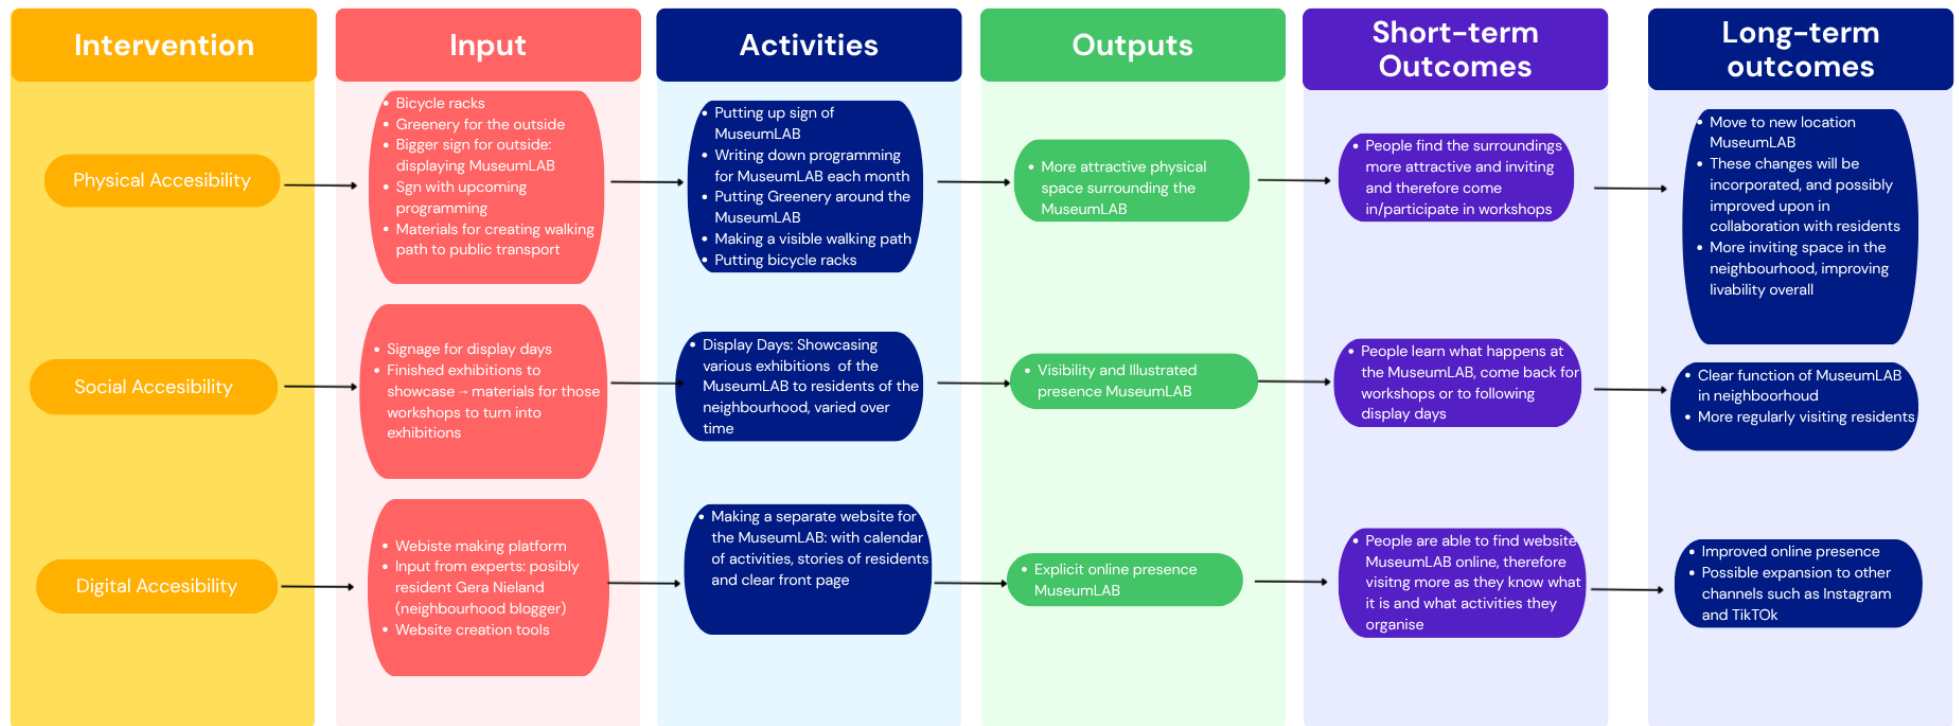 Intervention
Input
Activities
Outputs
Short-term
Outcomes
Long-term
outcomes
Physical Accesibility
• Bicycle racks
• Greenery for the outside
• Bigger sign for outside:
displaying MuseumLAB
• Sgn with upcoming
programming
• Materials for creating walking
path to public transport
• Putting up sign of
MuseumLAB
• Writing down programming
for MuseumLAB each month
• Putting Greenery around the
MuseumLAB
• Making a visible walking path
• Putting bicycle racks
• More attractive physical
space surrounding the
MuseumLAB
• People find the surroundings
more attractive and inviting
and therefore come
in/participate in workshops
• Move to new location
MuseumLAB
• These changes will be
incorporated, and possibly
improved upon in
collaboration with residents
• More inviting space in the
neighbourhood, improving
livability overall
Social Accesibility
• Signage for display days
• Finished exhibitions to
showcase → materials for those
workshops to turn into
exhibitions
• Display Days: Showcasing
various exhibitions of the
MuseumLAB to residents of the
neighbourhood, varied over
time
• Visibility and Illustrated
presence MuseumLAB
• People learn what happens at
the MuseumLAB, come back for
workshops or to following
display days
• Clear function of MuseumLAB
in neighboorhoud
• More regularly visiting residents
Digital Accesibility
• Webiste making platform
• Input from experts: posibly
resident Gera Nieland
(neighbourhood blogger)
• Website creation tools
• Making a separate website for
the MuseumLAB: with calendar
of activities, stories of residents
and clear front page
• Explicit online presence
MuseumLAB
• People are able to find website
MuseumLAB online, therefore
visitng more as they know what
it is and what activities they
organise
• Improved online presence
• Possible expansion to other
channels such as Instagram
and TikTOk